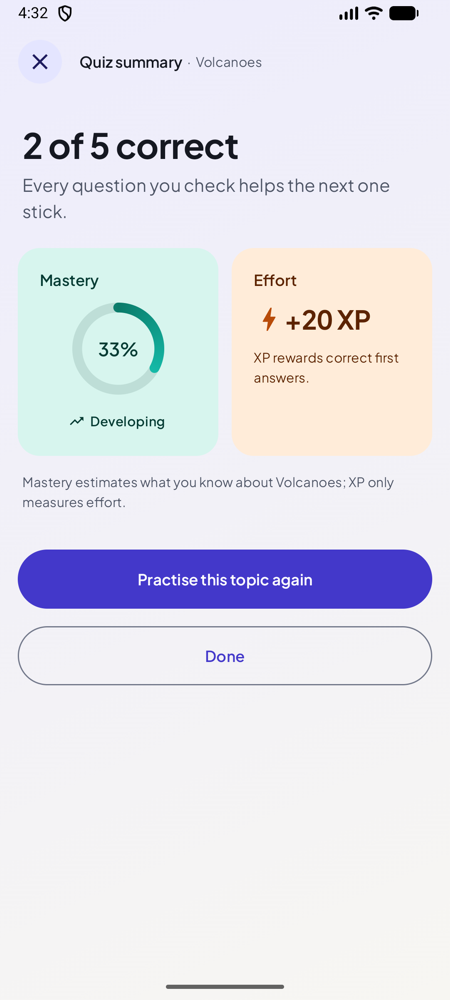 4:32
Quiz summary · Volcanoes
2 of 5 correct
Every question you check helps the next one
stick.
Mastery
33%
Developing
Effort
+20 XP
XP rewards correct first
answers.
Mastery estimates what you know about Volcanoes; XP only
measures effort.
Practise this topic again
Done